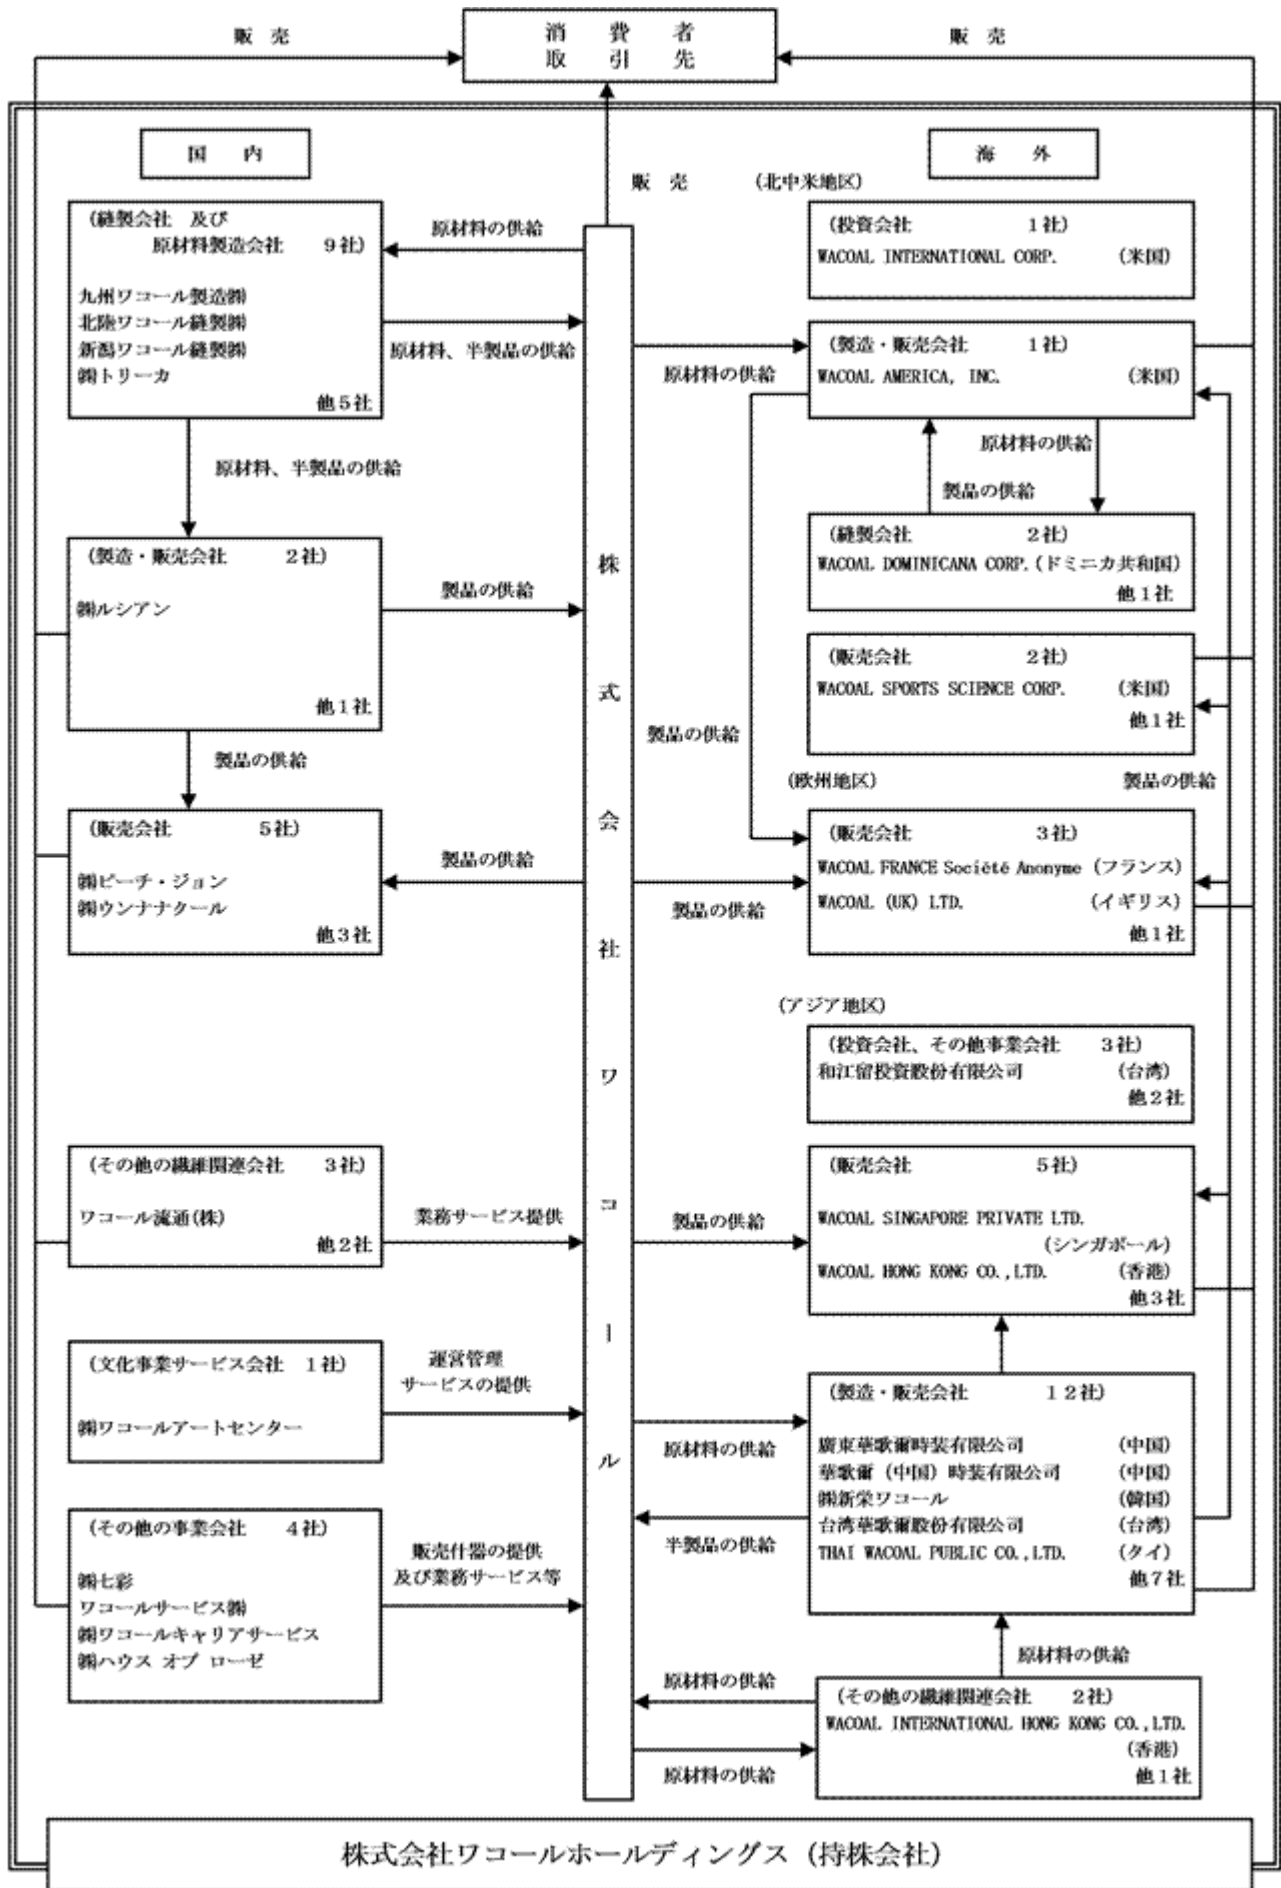 消費者
取引先
販売
販売
国内
海外
販売
(縫製会社 及び
原材料製造会社 9社)
九州ワコール製造㈱
北陸ワコール縫製㈱
新潟ワコール縫製㈱
㈱トリーカ
他5社
原材料の供給
原材料、半製品の供給
原材料、半製品の供給
(製造・販売会社 2社)
㈱ルシアン
他1社
製品の供給
製品の供給
(販売会社 5社)
㈱ピーチ・ジョン
㈱ウンナナクール
他3社
製品の供給
(その他の繊維関連会社 3社)
ワコール流通(株)
他2社
業務サービス提供
(文化事業サービス会社 1社)
㈱ワコールアートセンター
運営管理
サービスの提供
(その他の事業会社 4社)
㈱七彩
ワコールサービス㈱
㈱ワコールキャリアサービス
㈱ハウス オブ ローゼ
販売什器の提供
及び業務サービス等
株式会社ワコール
(北中米地区)
(投資会社 1社)
WACOAL INTERNATIONAL CORP. (米国)
(製造・販売会社 1社)
WACOAL AMERICA, INC. (米国)
原材料の供給
原材料の供給
製品の供給
(縫製会社 2社)
WACOAL DOMINICANA CORP.(ドミニカ共和国)
他1社
(販売会社 2社)
WACOAL SPORTS SCIENCE CORP. (米国)
他1社
製品の供給
製品の供給
(欧州地区)
(販売会社 3社)
WACOAL FRANCE Société Anonyme (フランス)
WACOAL (UK) LTD. (イギリス)
他1社
製品の供給
(アジア地区)
(投資会社、その他事業会社 3社)
和江留投資股份有限公司 (台湾)
他2社
(販売会社 5社)
WACOAL SINGAPORE PRIVATE LTD.
(シンガポール)
WACOAL HONG KONG CO.,LTD. (香港)
他3社
製品の供給
(製造・販売会社 12社)
廣東華歌爾時装有限公司 (中国)
華歌爾(中国)時装有限公司 (中国)
㈱新栄ワコール (韓国)
台湾華歌爾股份有限公司 (台湾)
THAI WACOAL PUBLIC CO.,LTD. (タイ)
他7社
原材料の供給
半製品の供給
原材料の供給
(その他の繊維関連会社 2社)
WACOAL INTERNATIONAL HONG KONG CO.,LTD.
(香港)
他1社
原材料の供給
原材料の供給
株式会社ワコールホールディングス(持株会社)